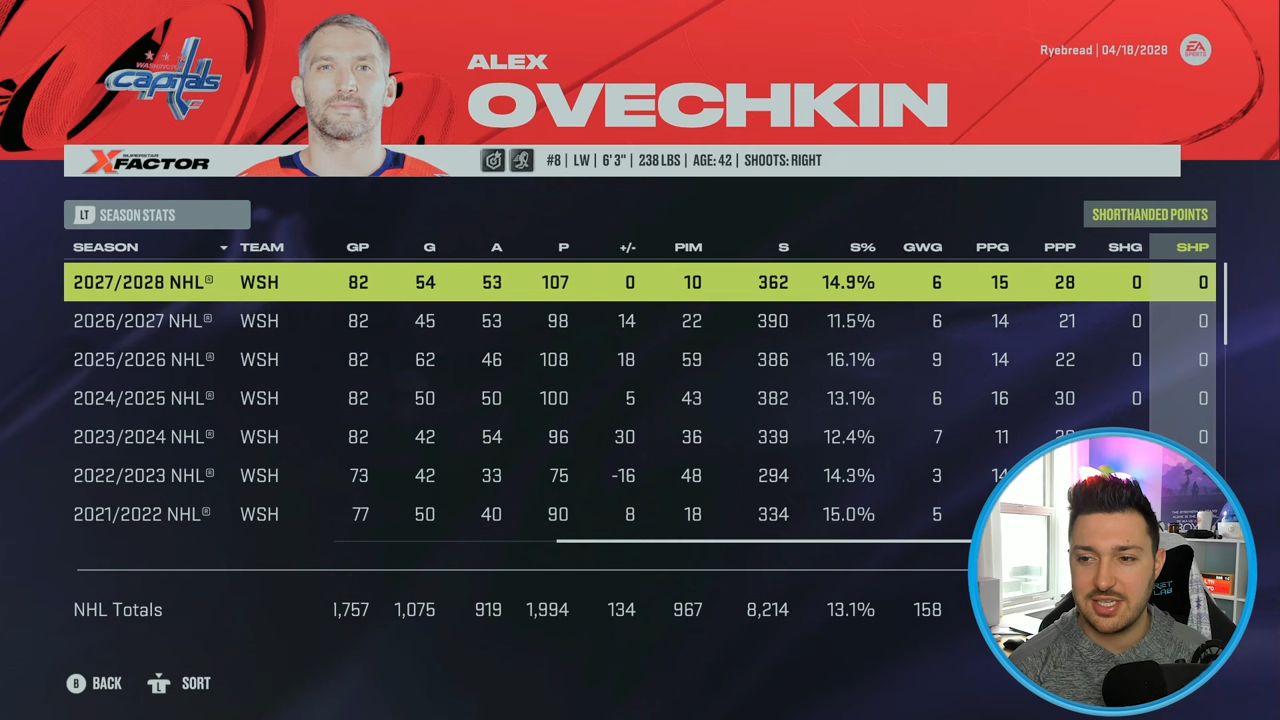 WASHINGTON
capitals
ALEX
OVECHKIN
Ryebread | 04/18/2028
EA
SPORTS
SUPERSTAR
X FACTOR
#8 | LW | 6' 3" | 238 LBS | AGE: 42 | SHOOTS: RIGHT
LT SEASON STATS
SHORTHANDED POINTS
SEASON TEAM GP G A P +/- PIM S S% GWG PPG PPP SHG SHP
2027/2028 NHL® WSH 82 54 53 107 0 10 362 14.9% 6 15 28 0 0
2026/2027 NHL® WSH 82 45 53 98 14 22 390 11.5% 6 14 21 0 0
2025/2026 NHL® WSH 82 62 46 108 18 59 386 16.1% 9 14 22 0 0
2024/2025 NHL® WSH 82 50 50 100 5 43 382 13.1% 6 16 30 0 0
2023/2024 NHL® WSH 82 42 54 96 30 36 339 12.4% 7 11 0
2022/2023 NHL® WSH 73 42 33 75 -16 48 294 14.3% 3 14
2021/2022 NHL® WSH 77 50 40 90 8 18 334 15.0% 5
NHL Totals 1,757 1,075 919 1,994 134 967 8,214 13.1% 158
B BACK L SORT